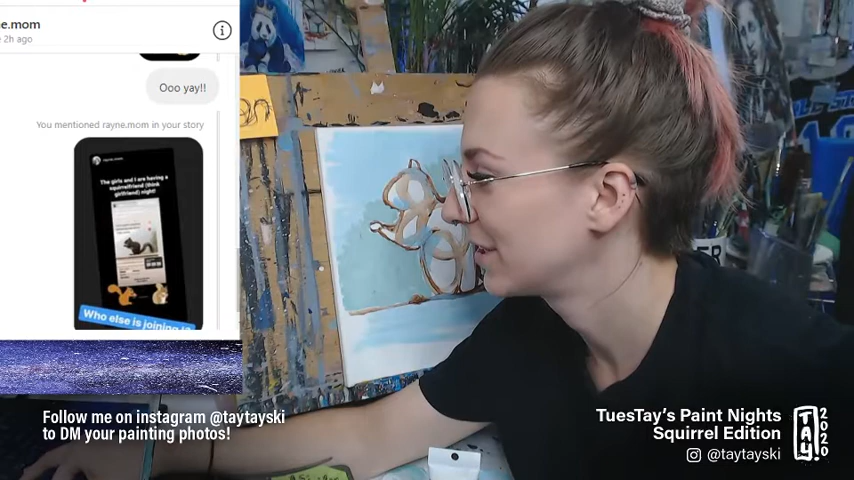 e.mom
2h ago
Ooo yay!!
You mentioned rayne.mom in your story
The girls and I are having a
squirrelfriend (think
girlfriend) night!
Who else is joining
Follow me on instagram @taytayski
to DM your painting photos!
TuesTay's Paint Nights
Squirrel Edition
@taytayski
TAY!
2020